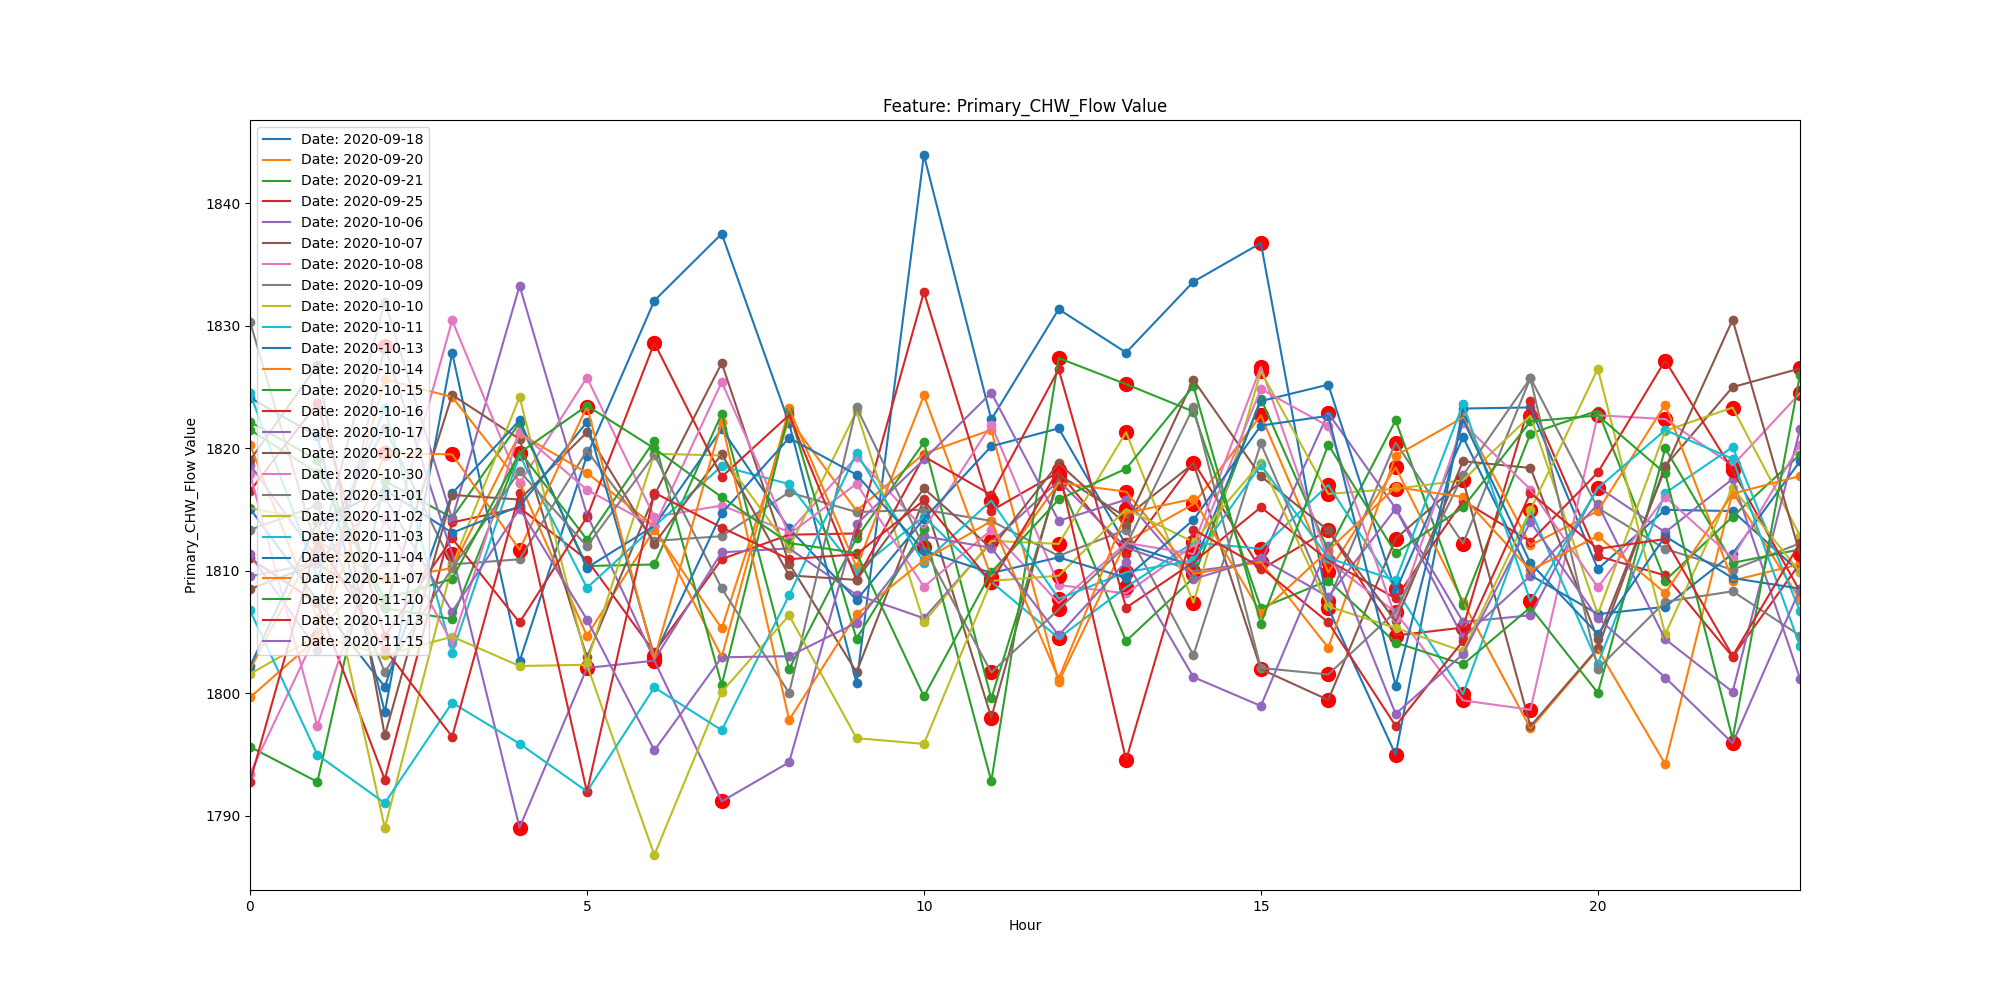 Feature: Primary_CHW_Flow Value
Date: 2020-09-18
Date: 2020-09-20
Date: 2020-09-21
Date: 2020-09-25
Date: 2020-10-06
Date: 2020-10-07
Date: 2020-10-08
Date: 2020-10-09
Date: 2020-10-10
Date: 2020-10-11
Date: 2020-10-13
Date: 2020-10-14
Date: 2020-10-15
Date: 2020-10-16
Date: 2020-10-17
Date: 2020-10-22
Date: 2020-10-30
Date: 2020-11-01
Date: 2020-11-02
Date: 2020-11-03
Date: 2020-11-04
Date: 2020-11-07
Date: 2020-11-10
Date: 2020-11-13
Date: 2020-11-15
Primary_CHW_Flow Value
1840
1830
1820
1810
1800
1790
0 5 10 15 20
Hour